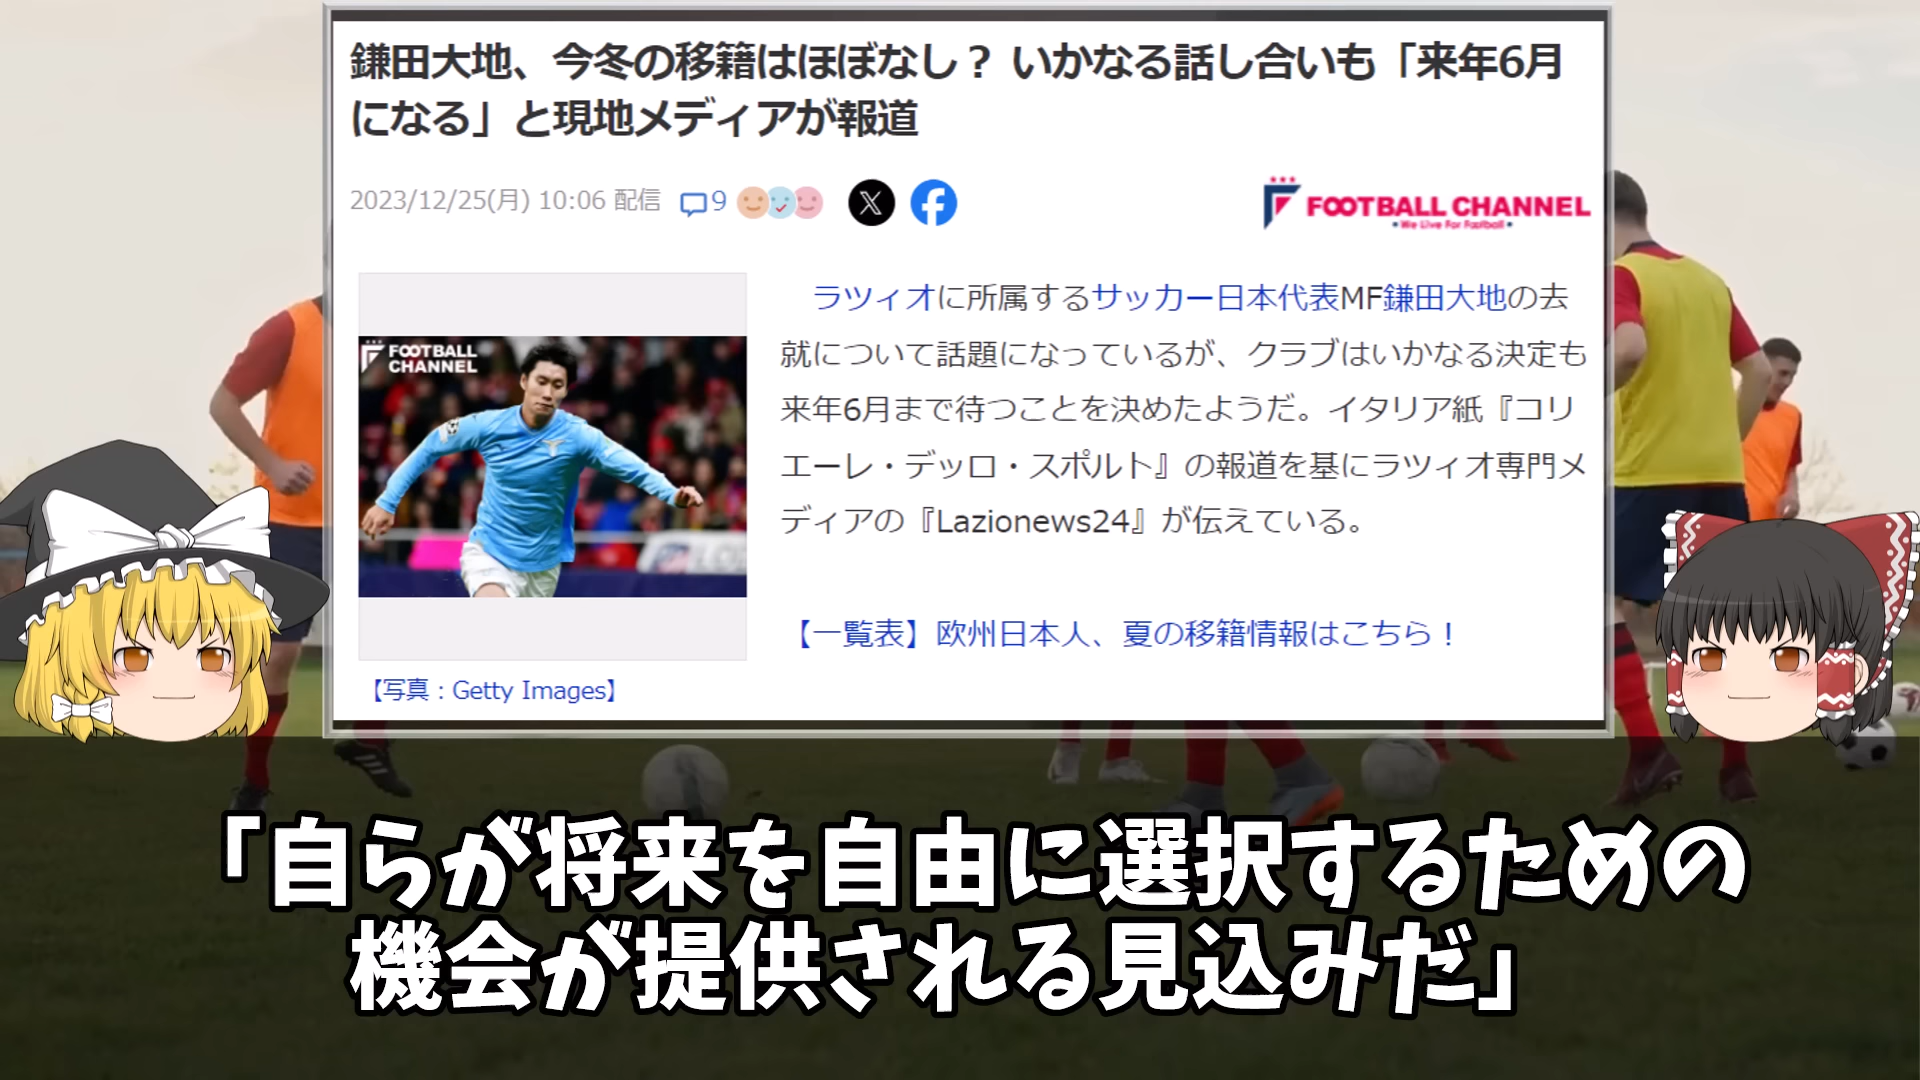 鎌田大地、今冬の移籍はほぼなし？ いかなる話し合いも「来年6月
になる」と現地メディアが報道
2023/12/25(月) 10:06 配信 9
FOOTBALL CHANNEL
We Live For Football
FOOTBALL
CHANNEL
ラツィオに所属するサッカー日本代表MF鎌田大地の去
就について話題になっているが、クラブはいかなる決定も
来年6月まで待つことを決めたようだ。イタリア紙『コリ
エーレ・デッロ・スポルト』の報道を基にラツィオ専門メ
ディアの『Lazionews24』が伝えている。
【一覧表】欧州日本人、夏の移籍情報はこちら！
【写真：Getty Images】
「自らが将来を自由に選択するための
機会が提供される見込みだ」